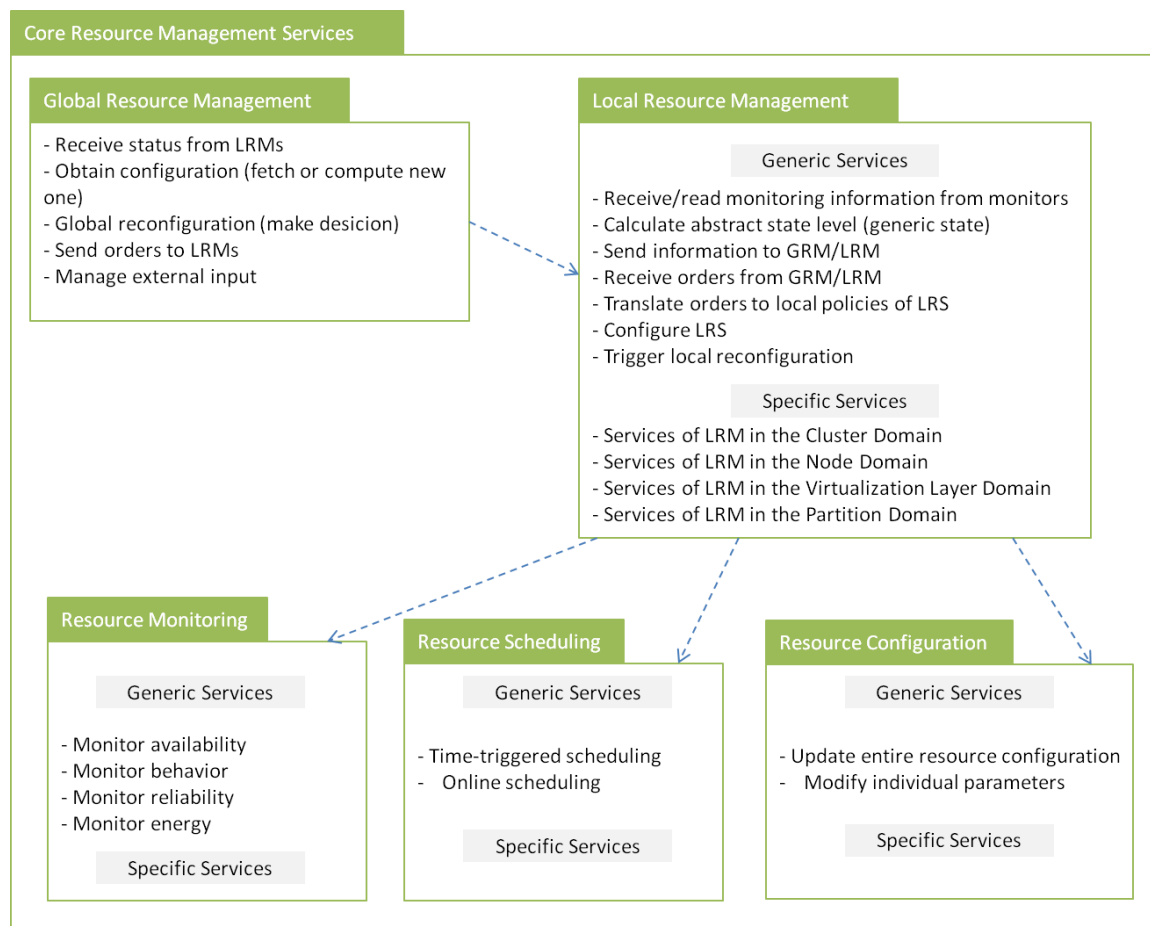 Core Resource Management Services
Global Resource Management
- Receive status from LRMs
- Obtain configuration (fetch or compute new
one)
- Global reconfiguration (make desicion)
- Send orders to LRMs
- Manage external input
Local Resource Management
Generic Services
- Receive/read monitoring information from monitors
- Calculate abstract state level (generic state)
- Send information to GRM/LRM
- Receive orders from GRM/LRM
- Translate orders to local policies of LRS
- Configure LRS
- Trigger local reconfiguration
Specific Services
- Services of LRM in the Cluster Domain
- Services of LRM in the Node Domain
- Services of LRM in the Virtualization Layer Domain
- Services of LRM in the Partition Domain
Resource Monitoring
Generic Services
- Monitor availability
- Monitor behavior
- Monitor reliability
- Monitor energy
Specific Services
Resource Scheduling
Generic Services
- Time-triggered scheduling
- Online scheduling
Specific Services
Resource Configuration
Generic Services
- Update entire resource configuration
- Modify individual parameters
Specific Services